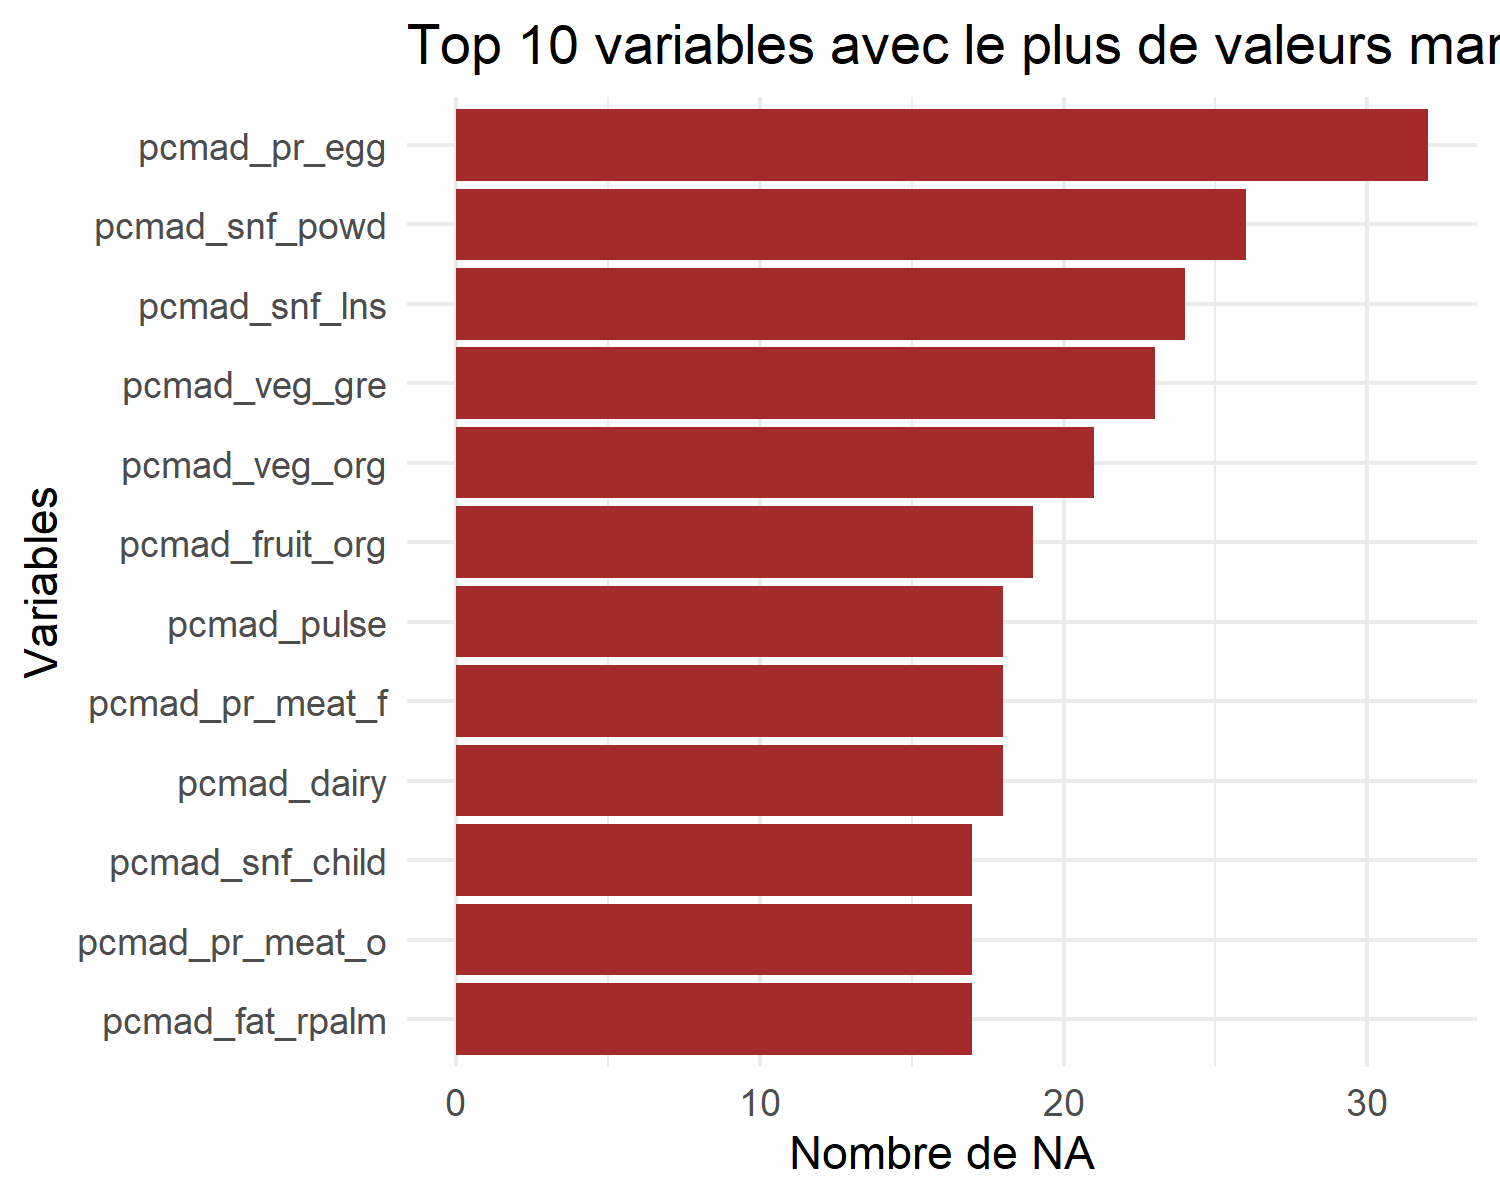 Top 10 variables avec le plus de valeurs
pcmad_pr_egg
pcmad_snf_powd
pcmad_snf_lns
pcmad_veg_gre
pcmad_veg_org
pcmad_fruit_org
pcmad_pulse
pcmad_pr_meat_f
pcmad_dairy
pcmad_snf_child
pcmad_pr_meat_o
pcmad_fat_rpalm
Variables
0 10 20 30
Nombre de NA